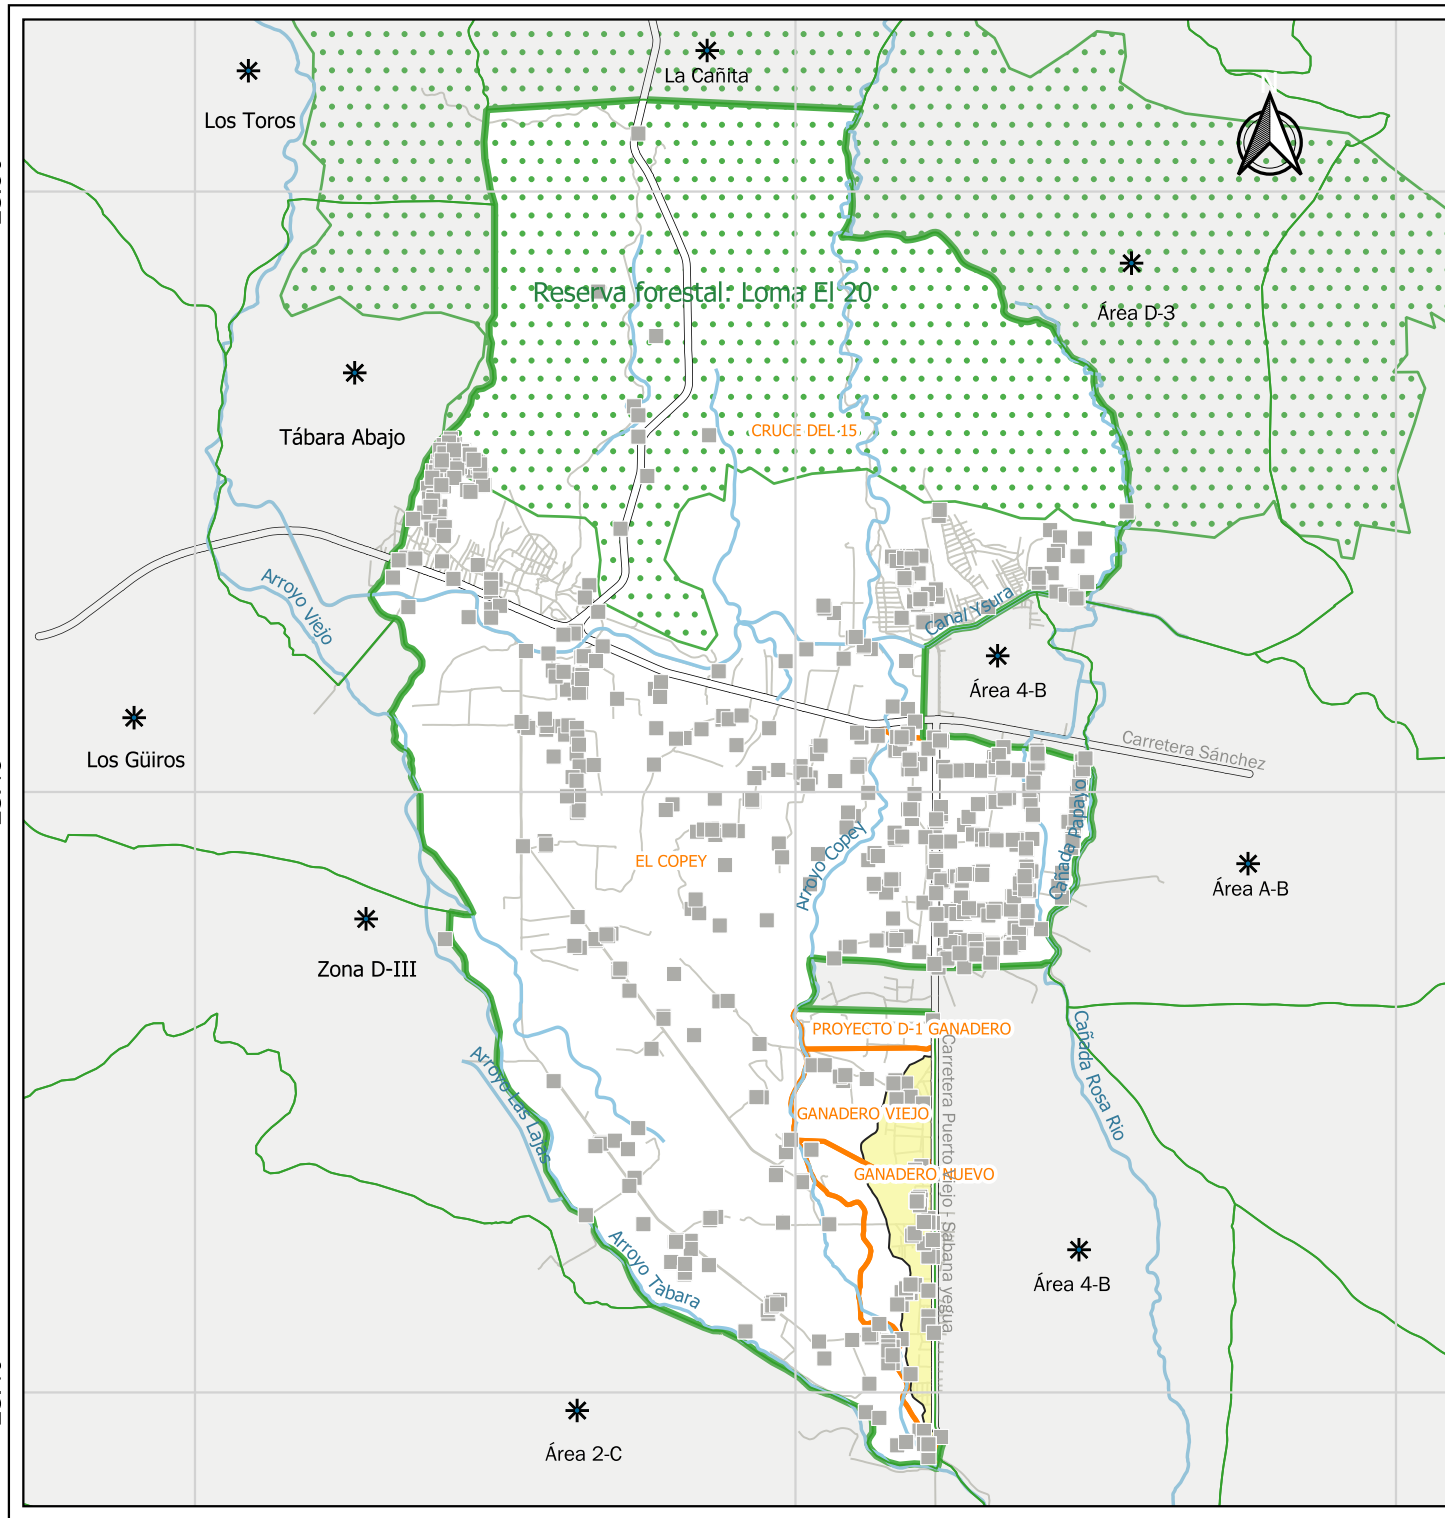 La Cañita
Los Toros
Área D-3
Reserva forestal: Loma El 20
Tábara Abajo
CRUCE DEL 15
Arroyo Viejo
Canal Ysura
Área 4-B
Los Güiros
Carretera Sánchez
Cañada Papayo
Arroyo Copey
EL COPEY
Área A-B
Zona D-III
PROYECTO D-1 GANADERO
Cañada Rosa Rio
Carretera Puerto Viejo - Sabana yegua
Arroyo Las Lajas
GANADERO VIEJO
GANADERO NUEVO
Arroyo Tabara
Área 4-B
Área 2-C